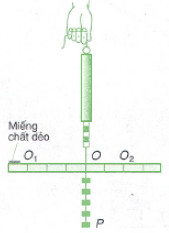 Miếng
chất dẻo
O₁ O O₂
P